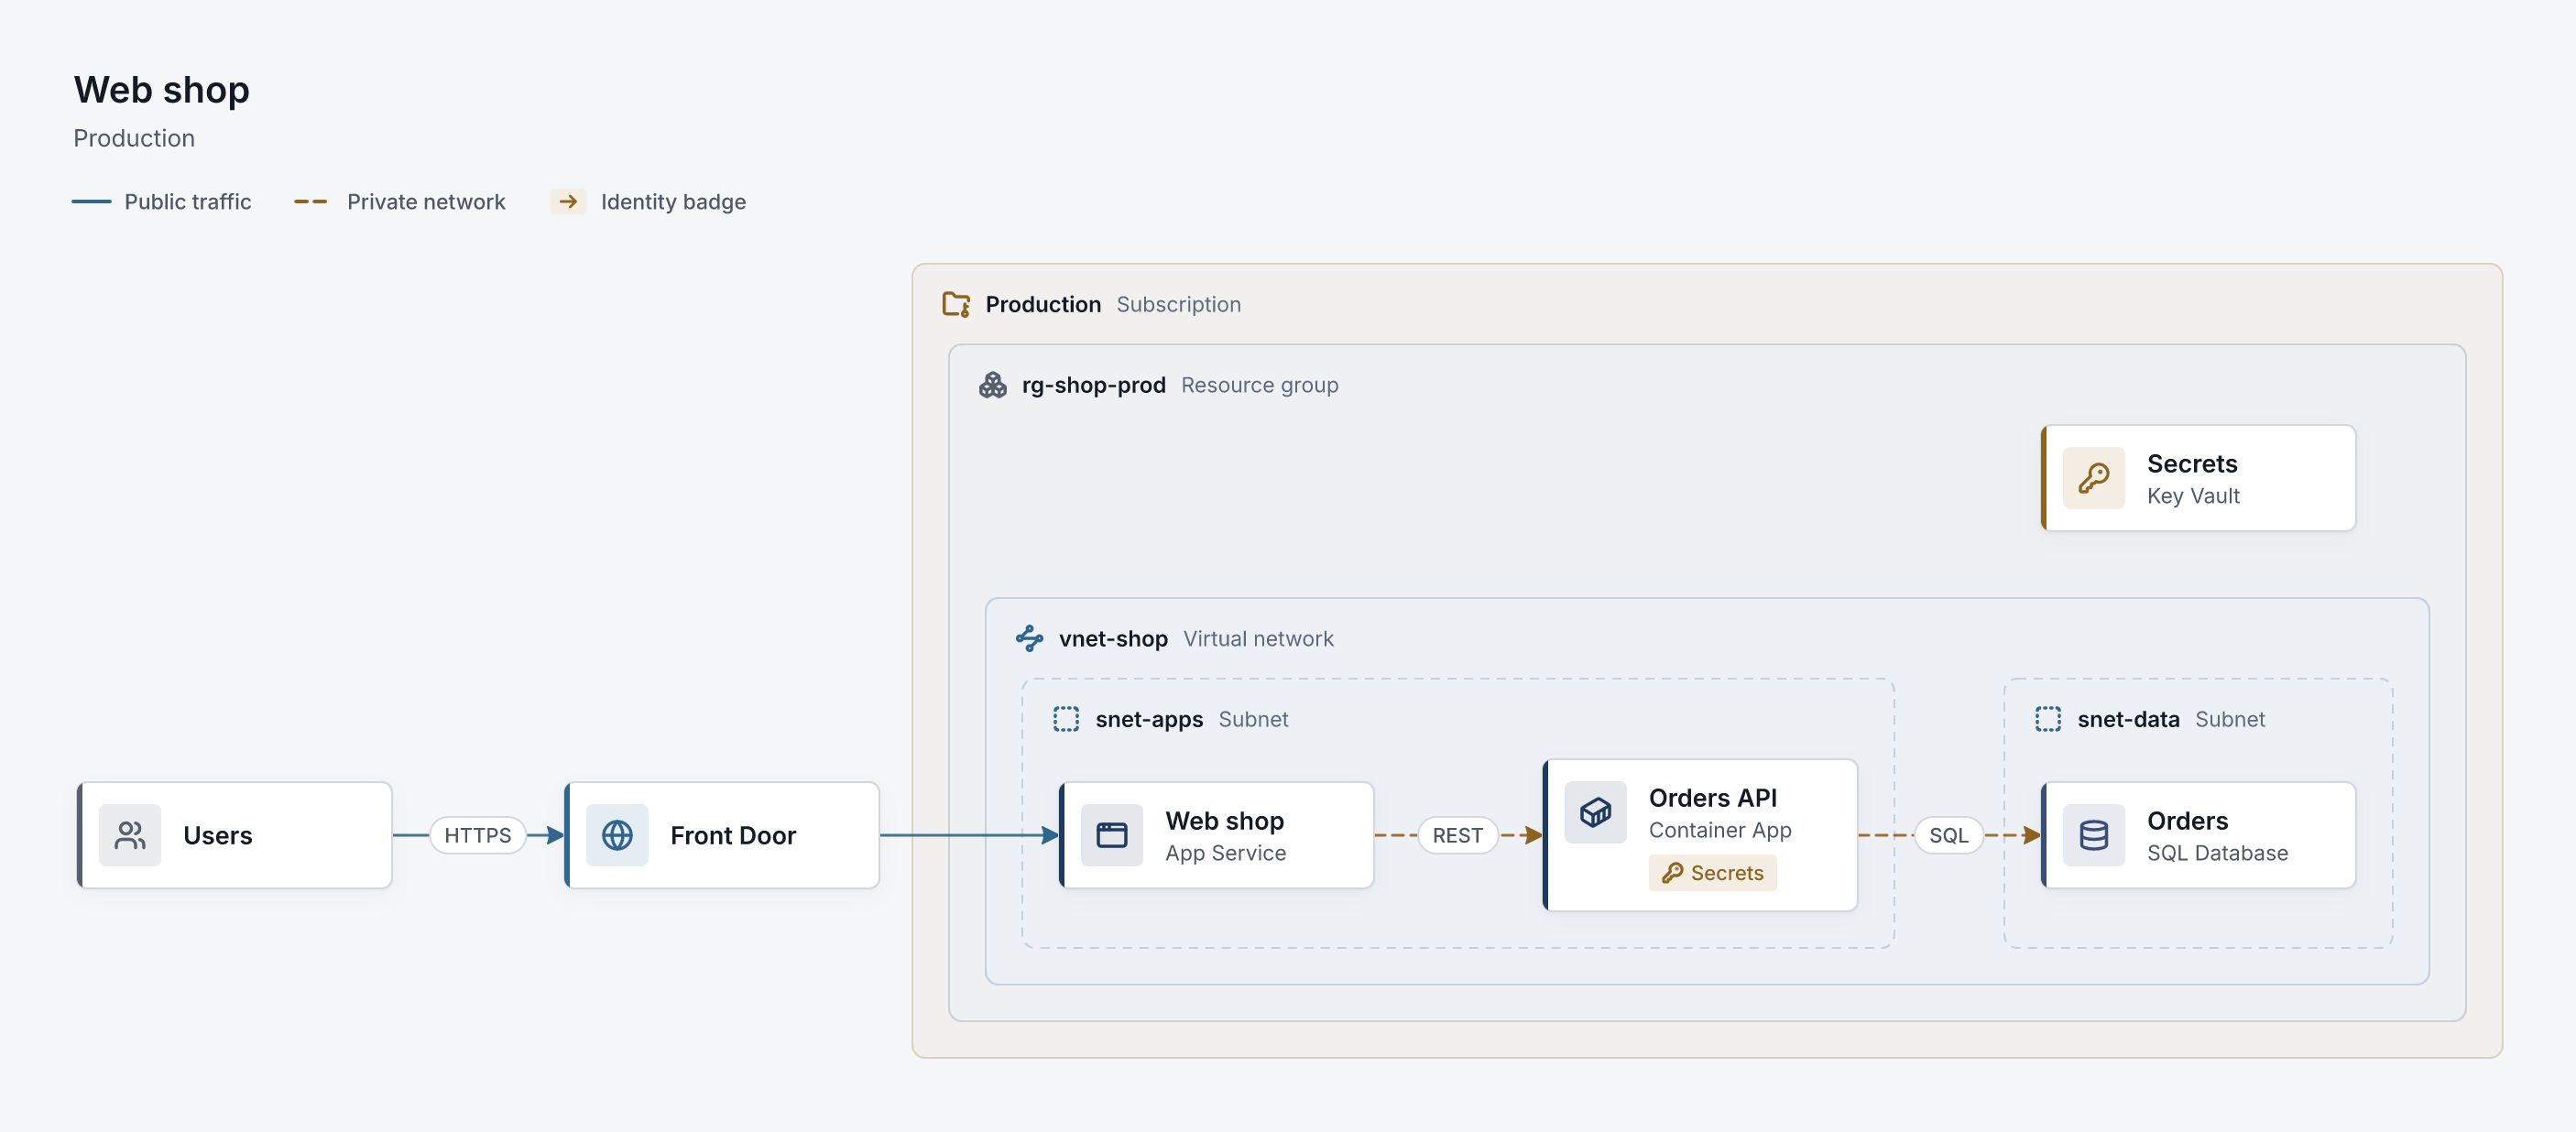 Web shop
Production
Public traffic
Private network
Identity badge
Production Subscription
rg-shop-prod Resource group
Secrets
Key Vault
vnet-shop Virtual network
snet-apps Subnet
snet-data Subnet
Users
HTTPS
Front Door
Web shop
App Service
REST
Orders API
Container App
Secrets
SQL
Orders
SQL Database